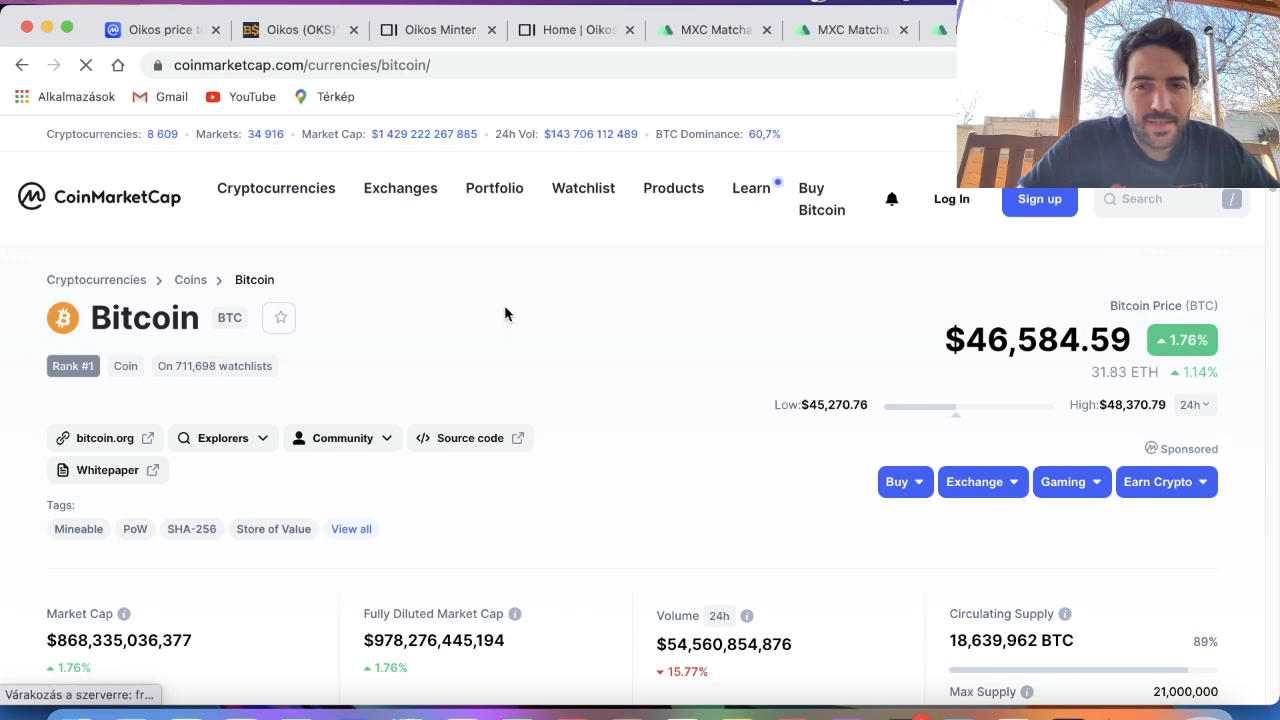 Oikos price t
Oikos (OKS)
Oikos Minter
Home | Oikos
MXC Matcha
MXC Matcha
coinmarketcap.com/currencies/bitcoin/
Alkalmazások Gmail YouTube Térkép
Cryptocurrencies: 8 609 • Markets: 34 916 • Market Cap: $1 429 222 267 885 • 24h Vol: $143 706 112 489 • BTC Dominance: 60,7%
CoinMarketCap
Cryptocurrencies Exchanges Portfolio Watchlist Products Learn Buy Bitcoin
Log In Sign up Search /
Cryptocurrencies > Coins > Bitcoin
Bitcoin BTC
Rank #1 Coin On 711,698 watchlists
Bitcoin Price (BTC)
$46,584.59 1.76%
31.83 ETH 1.14%
Low:$45,270.76 High:$48,370.79 24h
bitcoin.org Explorers Community Source code
Whitepaper
Sponsored
Buy Exchange Gaming Earn Crypto
Tags:
Mineable PoW SHA-256 Store of Value View all
Market Cap
$868,335,036,377
1.76%
Fully Diluted Market Cap
$978,276,445,194
1.76%
Volume 24h
$54,560,854,876
15.77%
Circulating Supply
18,639,962 BTC 89%
Max Supply 21,000,000
Várakozás a szerverre: fr...